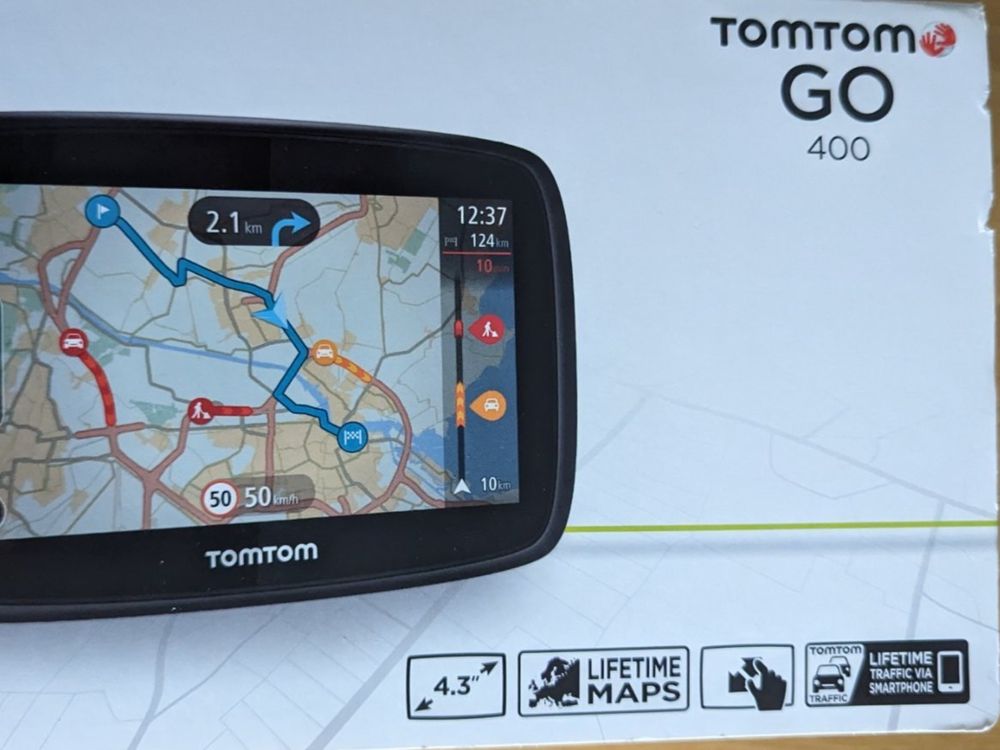 TOMTOM
GO
400
2.1 km
12:37
124 km
10 min
10 km
50 50 km/h
TOMTOM
4.3"
LIFETIME
MAPS
TOMTOM
TRAFFIC
LIFETIME
TRAFFIC VIA
SMARTPHONE